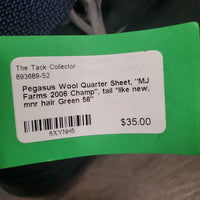 The Tack Collector
893689-52
Pegasus Wool Quarter Sheet, "MJ
Farms 2006 Champ", tail *like new,
mnr hair Green 56"
$35.00
6XYNH5